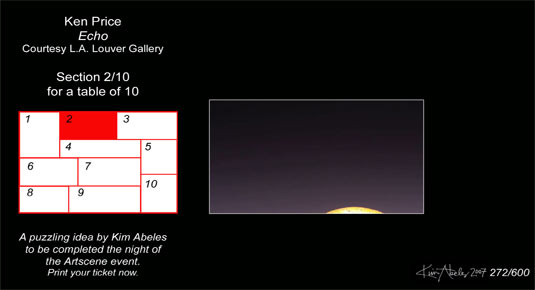 Ken Price
Echo
Courtesy L.A. Louver Gallery
Section 2/10
for a table of 10
1
2
3
4
5
6
7
8
9
10
A puzzling idea by Kim Abeles
to be completed the night of
the Artscene event.
Print your ticket now.
Kim Abeles 2007 272/600